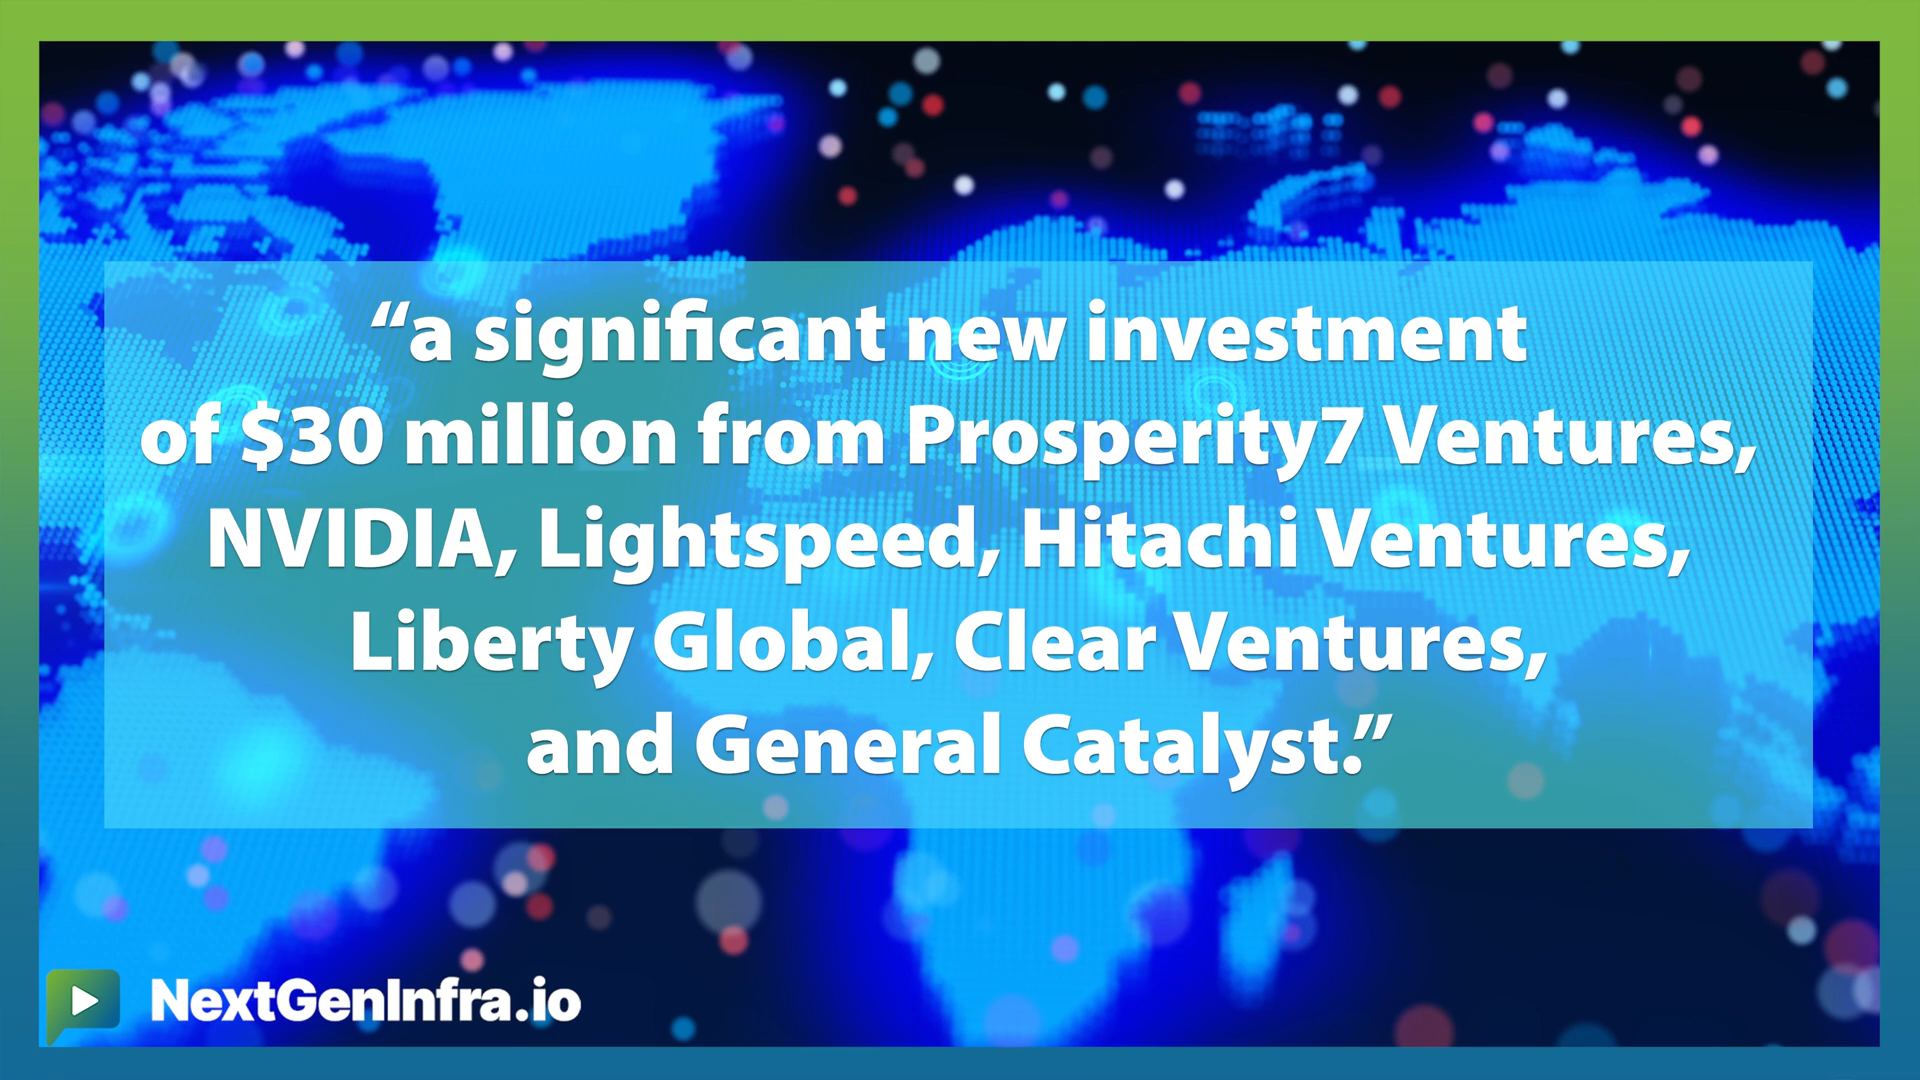 “a significant new investment
of $30 million from Prosperity7 Ventures,
NVIDIA, Lightspeed, Hitachi Ventures,
Liberty Global, Clear Ventures,
and General Catalyst.”
NextGenInfra.io